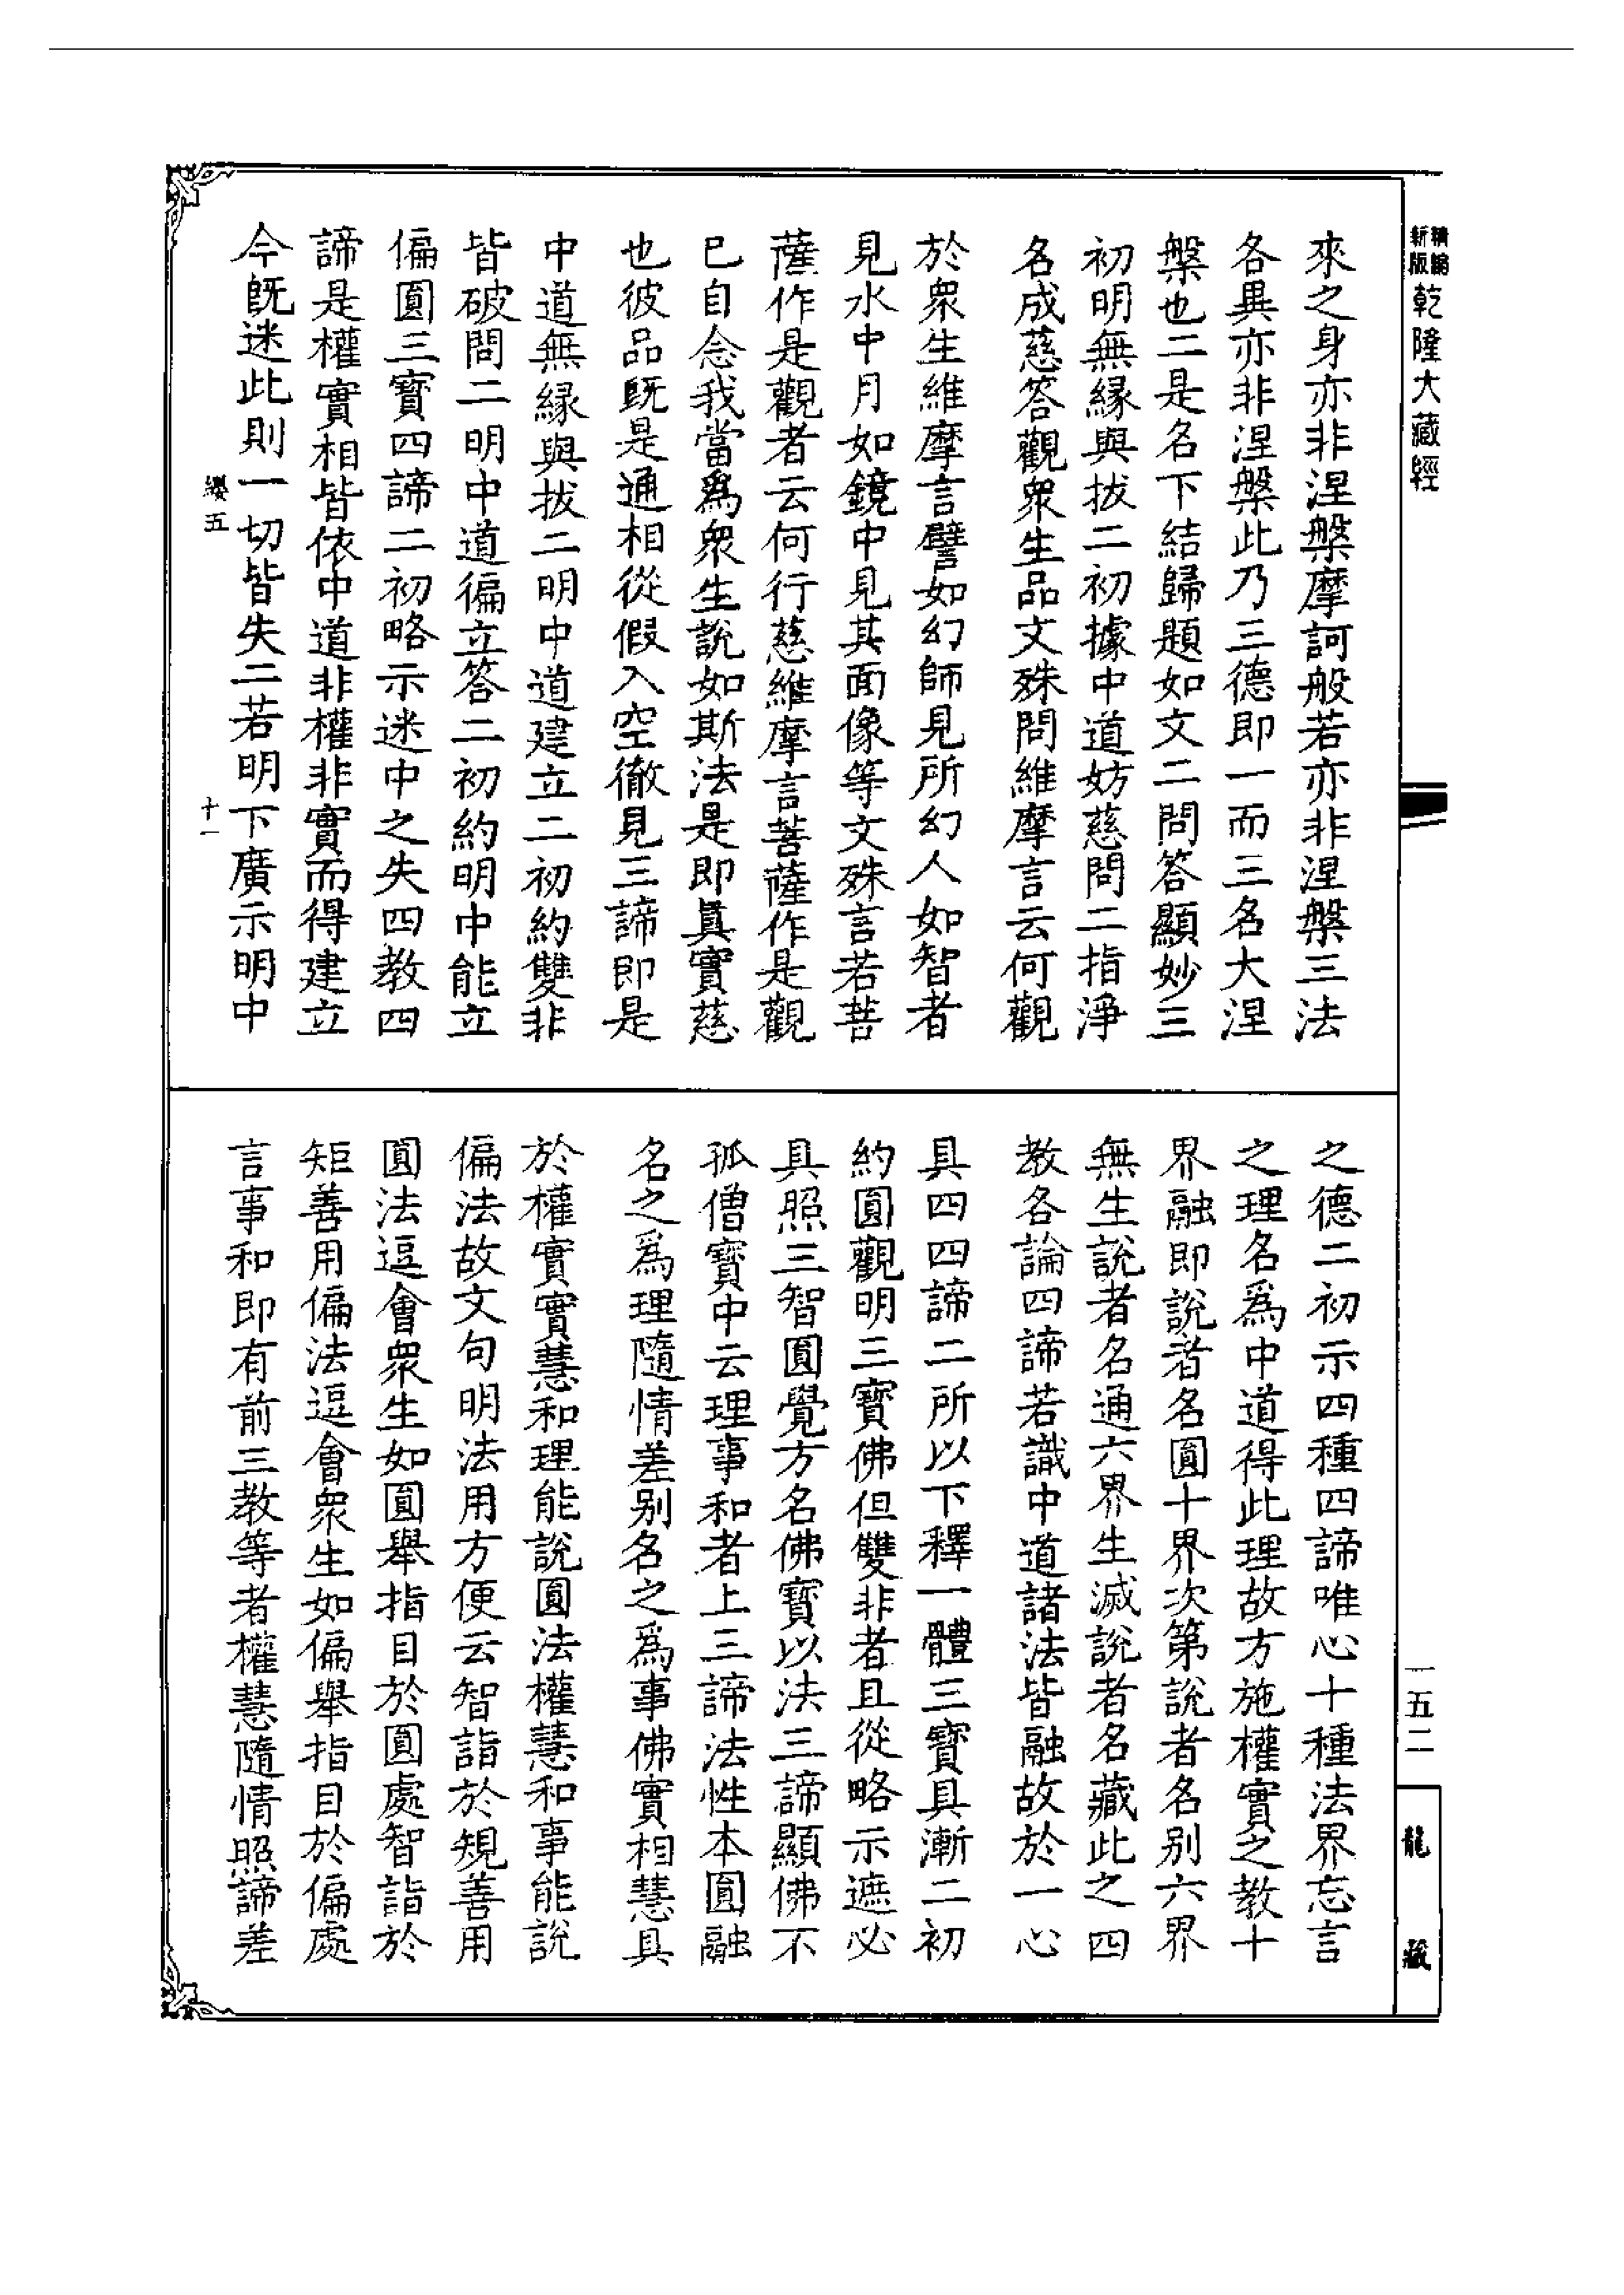 精縮新版乾隆大藏經
來之身亦非涅槃摩訶般若亦非涅槃三法
各異亦非涅槃此乃三德即一而三名大涅
槃也二是名下結歸題如文二問答顯妙三
初明無緣與拔二初據中道妨慈問二指淨
名成慈答觀眾生品文殊問維摩言云何觀
於眾生維摩言譬如幻師見所幻人如智者
見水中月如鏡中見其面像等文殊言若菩
薩作是觀者云何行慈維摩言菩薩作是觀
已自念我當為眾生說如斯法是即真實慈
也彼品既是通相從假入空徹見三諦即是
中道無緣與拔二明中道建立二初約雙非
皆破問二明中道徧立答二初約明中能立
偏圓三寶四諦二初略示迷中之失四教四
諦是權實相皆依中道非權非實而得建立
今既迷此則一切皆失二若明下廣示明中
纓五
十一
之德二初示四種四諦唯心十種法界忘言
之理名為中道得此理故方施權實之教十
界融即說者名圓十界次第說者名別六界
無生說者名通六界生滅說者名藏此之四
教各論四諦若識中道諸法皆融故於一心
具四四諦二所以下釋一體三寶具漸二初
約圓觀明三寶佛但雙非者且從略示遮必
具照三智圓覺方名佛寶以法三諦顯佛不
孤僧寶中云理事和者上三諦法性本圓融
名之為理隨情差別名之為事佛實相慧具
於權實實慧和理能說圓法權慧和事能說
偏法故文句明法用方便云智詣於規善用
圓法逗會眾生如圓舉指目於圓處智詣於
矩善用偏法逗會眾生如偏舉指目於偏處
言事和即有前三教等者權慧隨情照諦差
一五二
龍藏